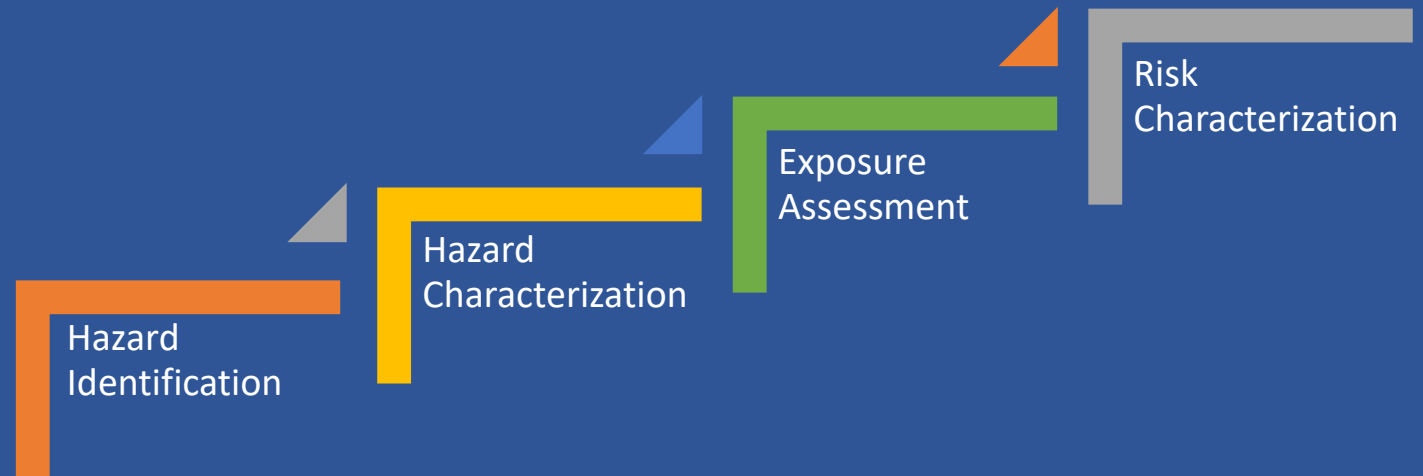 Hazard
Identification
Hazard
Characterization
Exposure
Assessment
Risk
Characterization